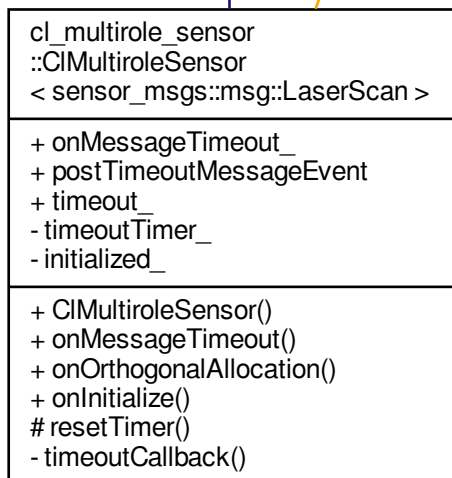 cl_multirole_sensor
::ClMultiroleSensor
< sensor_msgs::msg::LaserScan >
+ onMessageTimeout_
+ postTimeoutMessageEvent
+ timeout_
- timeoutTimer_
- initialized_
+ ClMultiroleSensor()
+ onMessageTimeout()
+ onOrthogonalAllocation()
+ onInitialize()
# resetTimer()
- timeoutCallback()